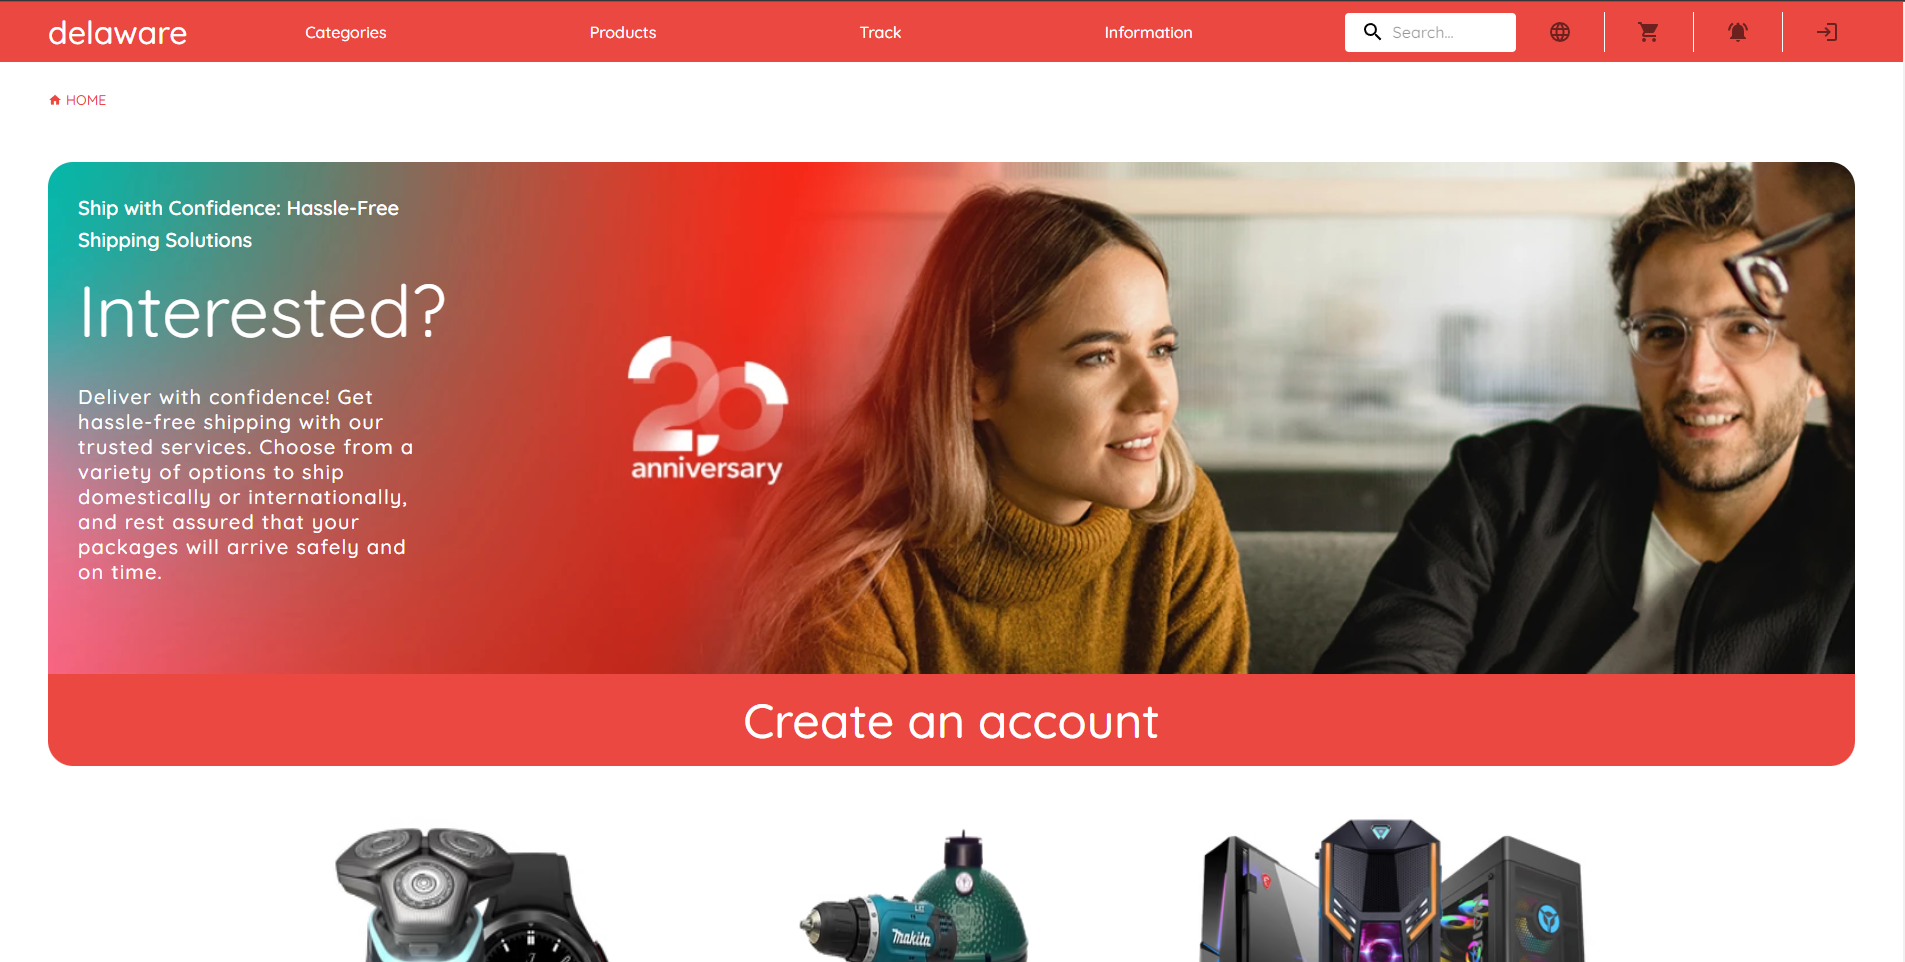 delaware
Categories
Products
Track
Information
Search...
HOME
Ship with Confidence: Hassle-Free
Shipping Solutions
Interested?
Deliver with confidence! Get
hassle-free shipping with our
trusted services. Choose from a
variety of options to ship
domestically or internationally,
and rest assured that your
packages will arrive safely and
on time.
20
anniversary
Create an account
makita